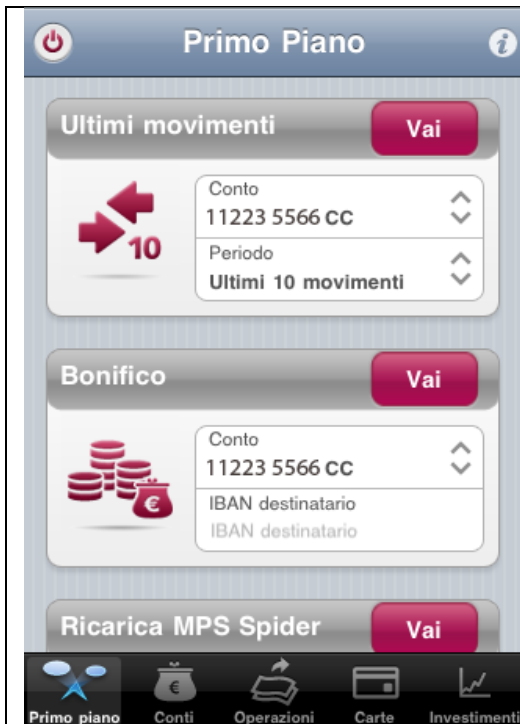 Primo Piano
Ultimi movimenti
Vai
10
Conto
11223 5566 CC
Periodo
Ultimi 10 movimenti
Bonifico
Vai
€
Conto
11223 5566 CC
IBAN destinatario
IBAN destinatario
Ricarica MPS Spider
Vai
Primo piano Conti Operazioni Carte Investimenti